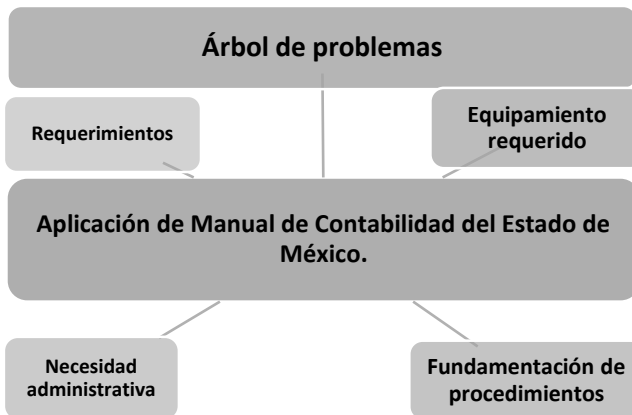 Árbol de problemas
Requerimientos
Equipamiento
requerido
Aplicación de Manual de Contabilidad del Estado de
México.
Necesidad
administrativa
Fundamentación de
procedimientos